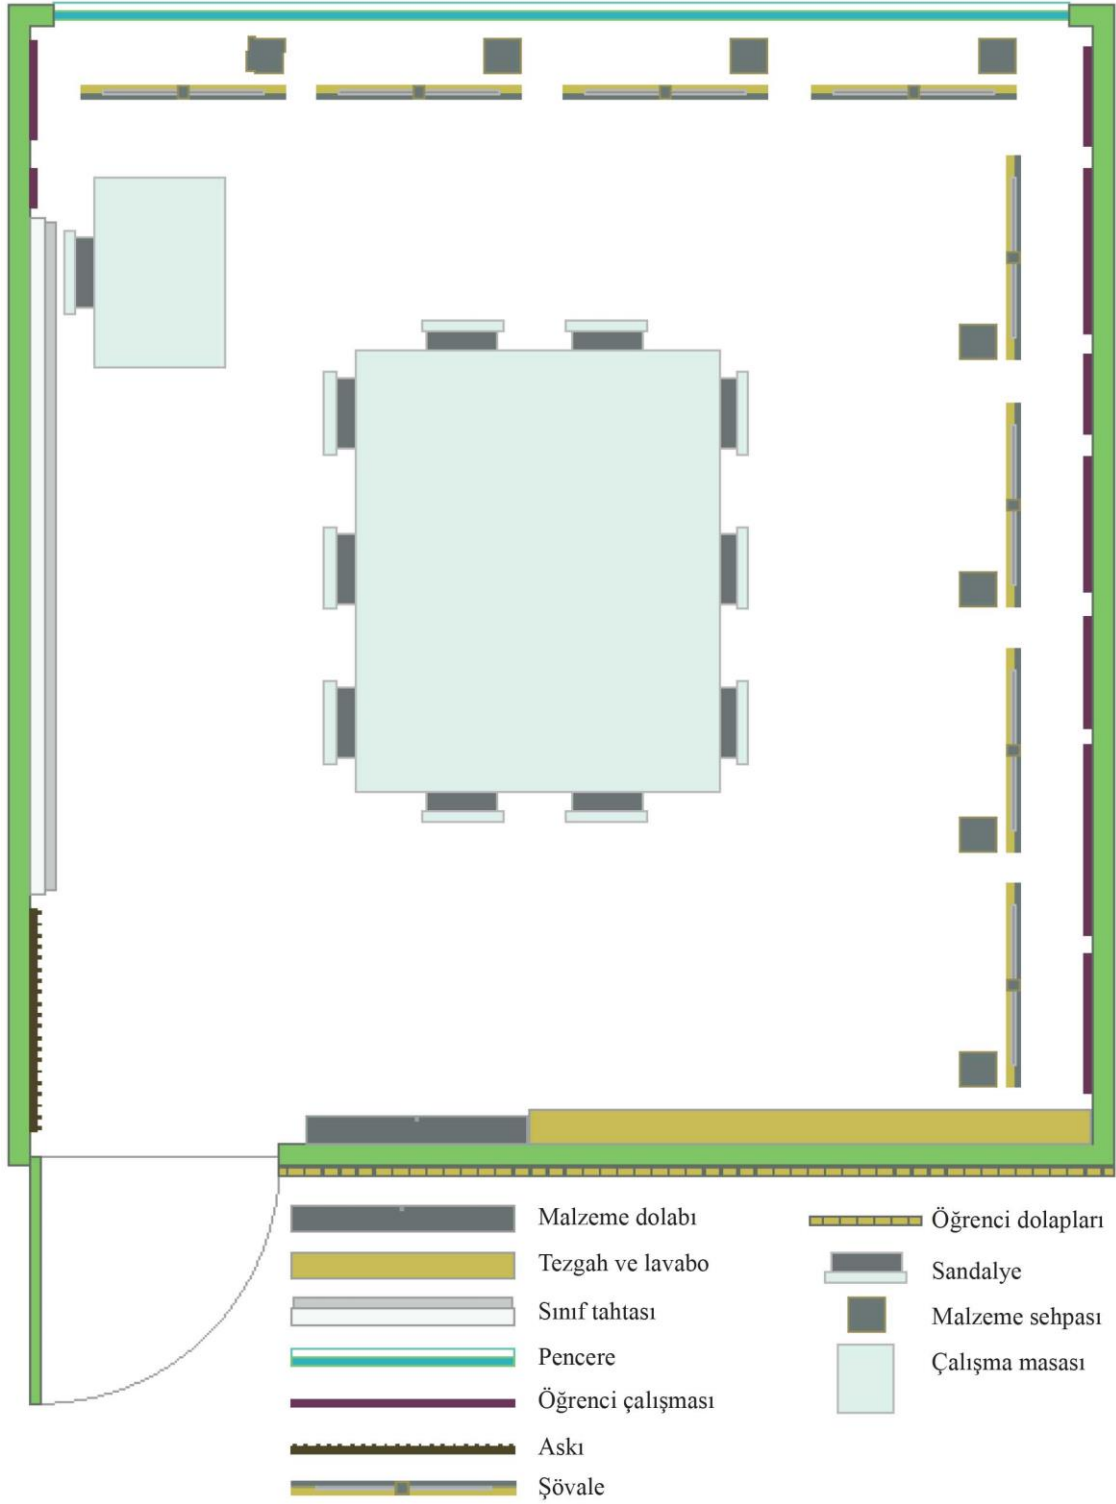 Malzeme dolabı
Tezgah ve lavabo
Sınıf tahtası
Pencere
Öğrenci çalışması
Askı
Şövale
Öğrenci dolapları
Sandalye
Malzeme sehpası
Çalışma masası